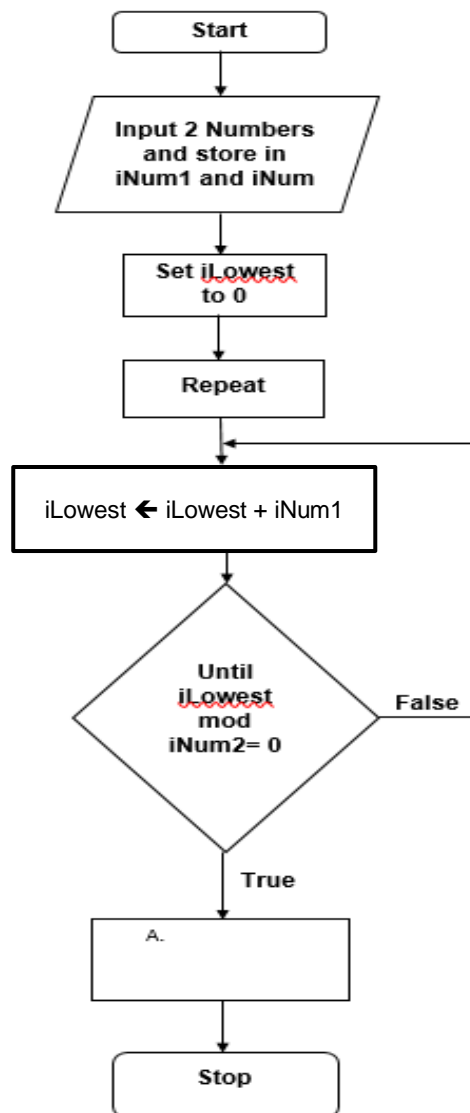 Start
Input 2 Numbers
and store in
iNum1 and iNum
Set iLowest
to 0
Repeat
iLowest 🡸 iLowest + iNum1
Until
iLowest
mod
iNum2= 0
False
True
A.
Stop